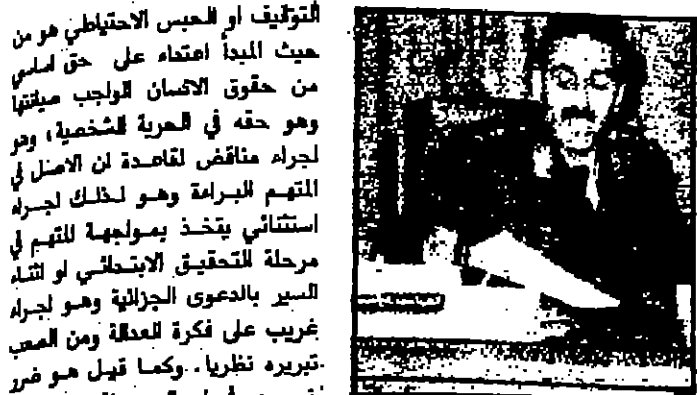 التوقيف او الحبس الاحتياطي هو من
حيث المبدأ اعتداء على حق اساسي
من حقوق الانسان الواجب صيانتها
وهو حقه في الحرية الشخصية، وهو
اجراء مناقض لقاعدة ان الاصل في
المتهم البراءة وهو لذلك اجراء
استثنائي يتخذ بمواجهة المتهم في
مرحلة التحقيق الابتدائي او اثناء
السير بالدعوى الجزائية وهو اجراء
غريب على فكرة العدالة ومن الصعب
تبريره نظريا. وكما قيل هو ضرر